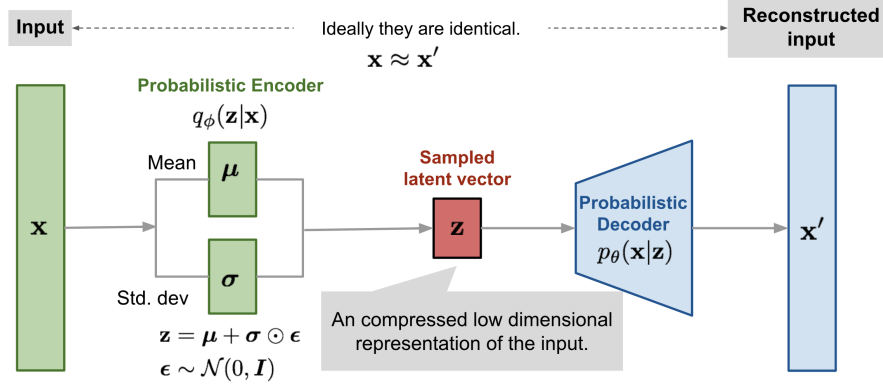 Input
Ideally they are identical.
x ≈ x′
Reconstructed
input
Probabilistic Encoder
qϕ(z|x)
Mean
μ
Sampled
latent vector
x
z
Probabilistic
Decoder
pθ(x|z)
x′
σ
Std. dev
z = μ + σ ⊙ ϵ
ϵ ∼ 𝒩(0, I)
An compressed low dimensional
representation of the input.